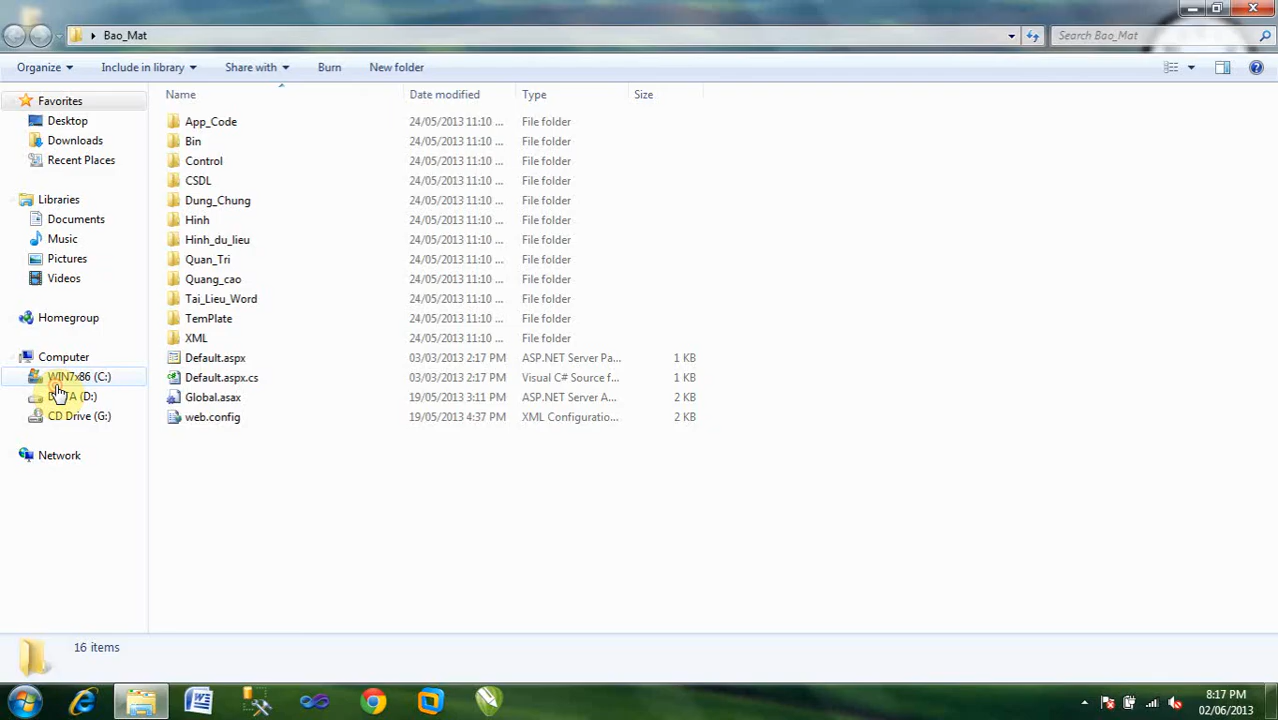 Bao_Mat
Search Bao_Mat
Organize Include in library Share with Burn New folder
Name Date modified Type Size
Favorites
Desktop
Downloads
Recent Places
Libraries
Documents
Music
Pictures
Videos
Homegroup
Computer
WIN7x86 (C:)
(D:)
CD Drive (G:)
Network
App_Code 24/05/2013 11:10 ... File folder
Bin 24/05/2013 11:10 ... File folder
Control 24/05/2013 11:10 ... File folder
CSDL 24/05/2013 11:10 ... File folder
Dung_Chung 24/05/2013 11:10 ... File folder
Hinh 24/05/2013 11:10 ... File folder
Hinh_du_lieu 24/05/2013 11:10 ... File folder
Quan_Tri 24/05/2013 11:10 ... File folder
Quang_cao 24/05/2013 11:10 ... File folder
Tai_Lieu_Word 24/05/2013 11:10 ... File folder
TemPlate 24/05/2013 11:10 ... File folder
XML 24/05/2013 11:10 ... File folder
Default.aspx 03/03/2013 2:17 PM ASP.NET Server Pa... 1 KB
Default.aspx.cs 03/03/2013 2:17 PM Visual C# Source f... 1 KB
Global.asax 19/05/2013 3:11 PM ASP.NET Server A... 2 KB
web.config 19/05/2013 4:37 PM XML Configuratio... 2 KB
16 items
8:17 PM
02/06/2013